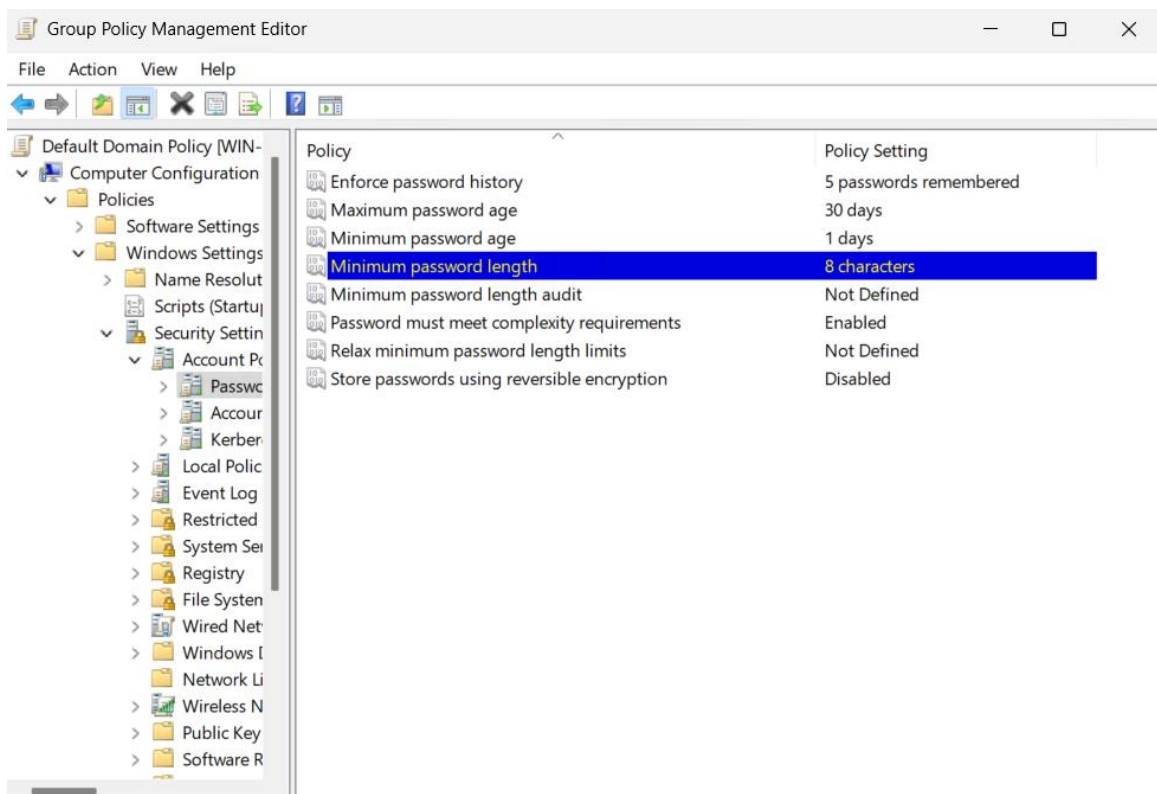 Group Policy Management Editor
File Action View Help
Default Domain Policy [WIN-
Computer Configuration
Policies
Software Settings
Windows Settings
Name Resolut
Scripts (Startu
Security Settin
Account Po
Passwo
Accour
Kerber
Local Polic
Event Log
Restricted
System Ser
Registry
File System
Wired Net
Windows D
Network Li
Wireless N
Public Key
Software R
Policy Policy Setting
Enforce password history 5 passwords remembered
Maximum password age 30 days
Minimum password age 1 days
Minimum password length 8 characters
Minimum password length audit Not Defined
Password must meet complexity requirements Enabled
Relax minimum password length limits Not Defined
Store passwords using reversible encryption Disabled